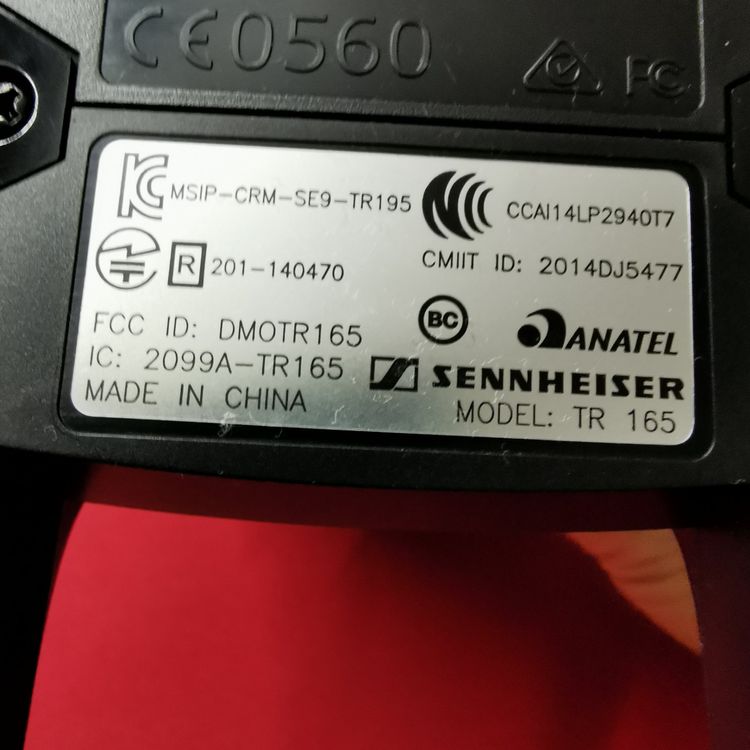 CE0560
FC
MSIP-CRM-SE9-TR195
CCAI14LP2940T7
R 201-140470
CMIIT ID: 2014DJ5477
BC
ANATEL
FCC ID: DMOTR165
IC: 2099A-TR165
SENNHEISER
MADE IN CHINA
MODEL: TR 165